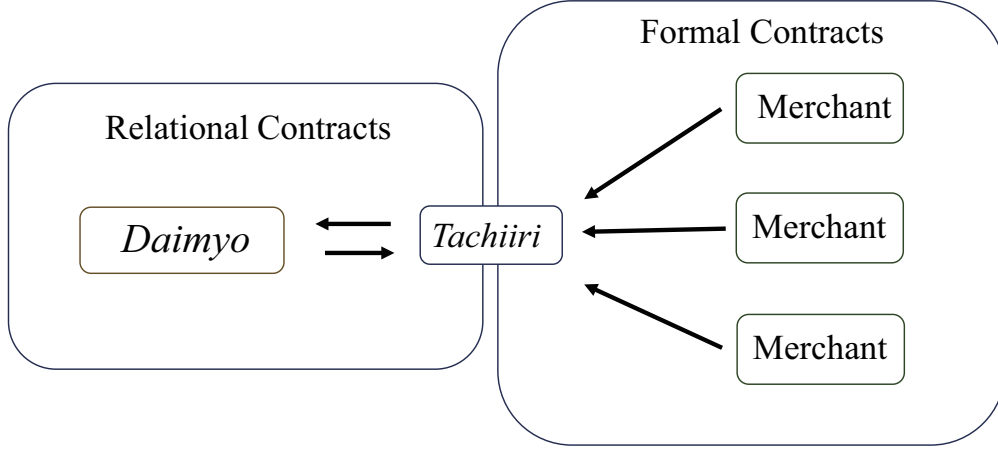 Formal Contracts
Relational Contracts
Daimyo
Tachiiri
Merchant
Merchant
Merchant